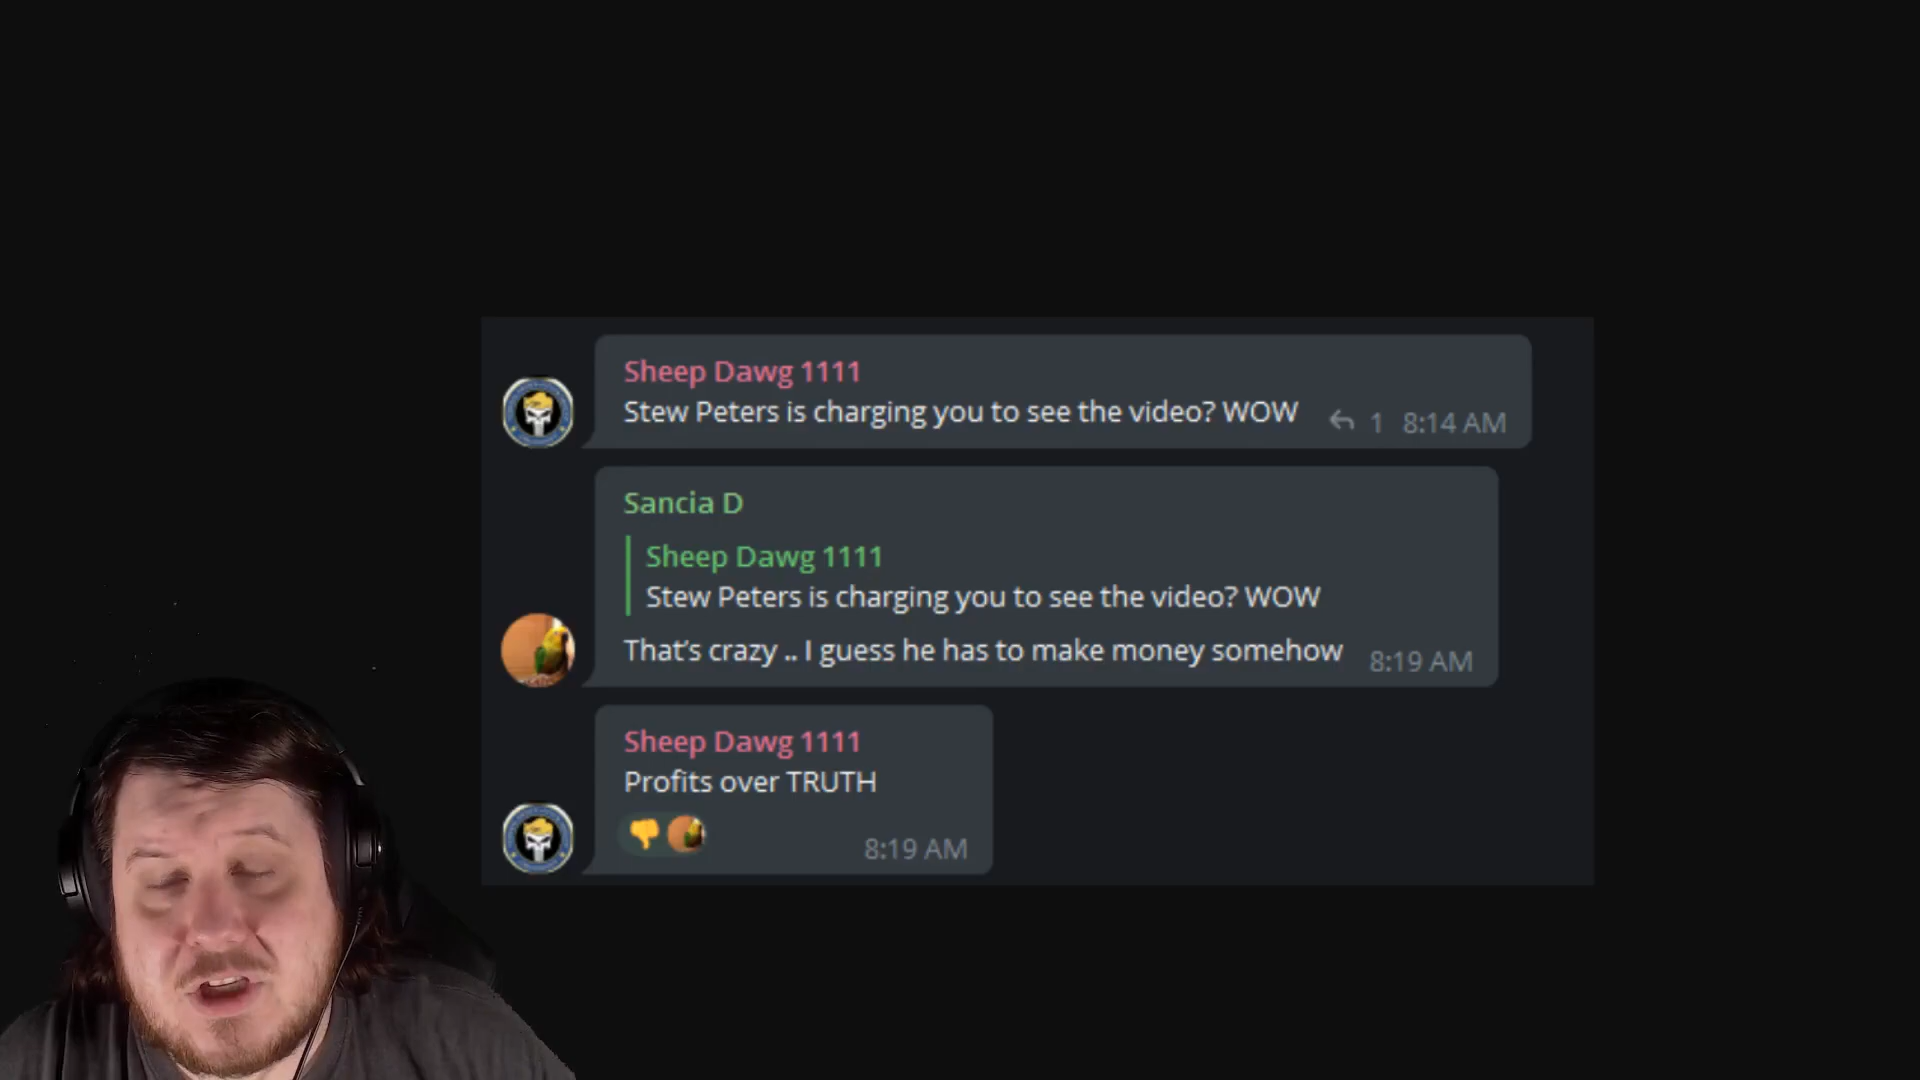 Sheep Dawg 1111
Stew Peters is charging you to see the video? WOW
1 8:14 AM
Sancia D
Sheep Dawg 1111
Stew Peters is charging you to see the video? WOW
That's crazy .. I guess he has to make money somehow
8:19 AM
Sheep Dawg 1111
Profits over TRUTH
8:19 AM